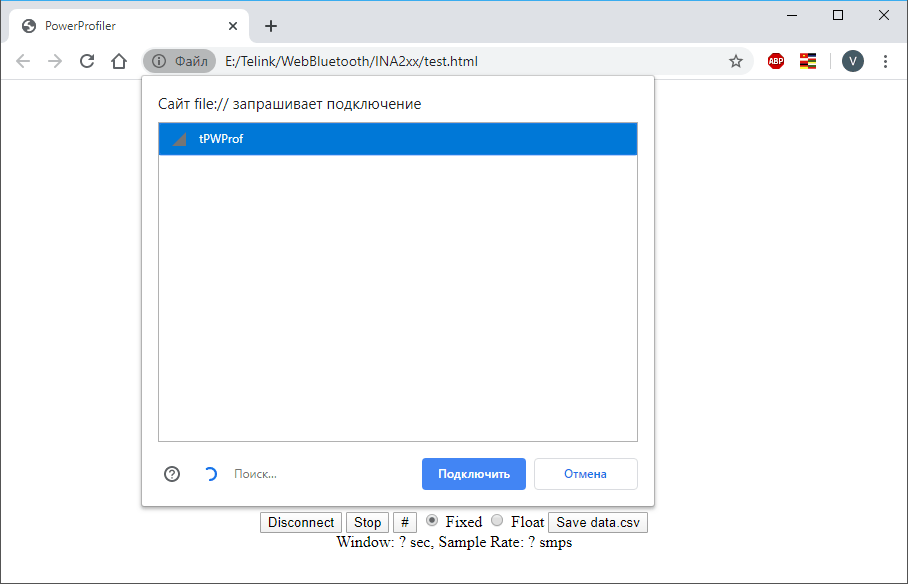 PowerProfiler
Файл E:/Telink/WebBluetooth/INA2xx/test.html ABP V
Сайт file:// запрашивает подключение
tPWProf
Поиск... Подключить Отмена
Disconnect Stop # Fixed Float Save data.csv
Window: ? sec, Sample Rate: ? smps